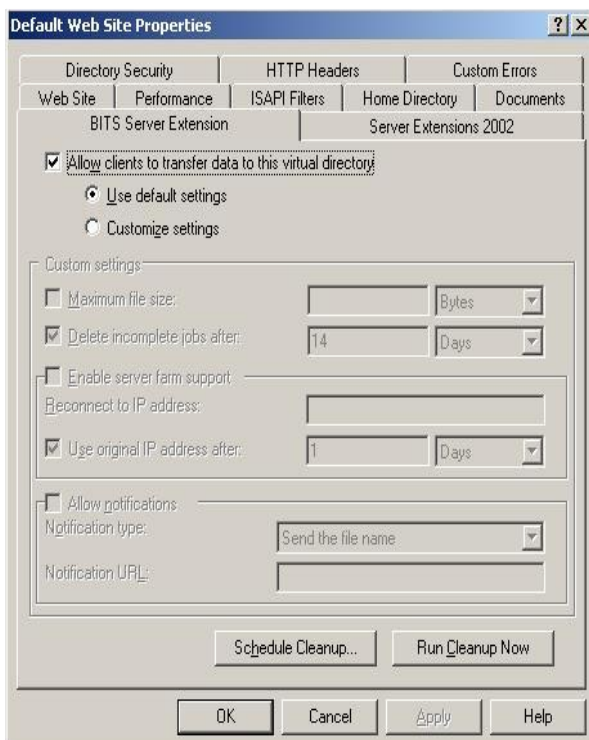 Default Web Site Properties
Directory Security
HTTP Headers
Custom Errors
Web Site
Performance
ISAPI Filters
Home Directory
Documents
BITS Server Extension
Server Extensions 2002
Allow clients to transfer data to this virtual directory
Use default settings
Customize settings
Custom settings
Maximum file size:
Bytes
Delete incomplete jobs after:
14
Days
Enable server farm support
Reconnect to IP address:
Use original IP address after:
1
Days
Allow notifications
Notification type:
Send the file name
Notification URL:
Schedule Cleanup...
Run Cleanup Now
OK
Cancel
Apply
Help